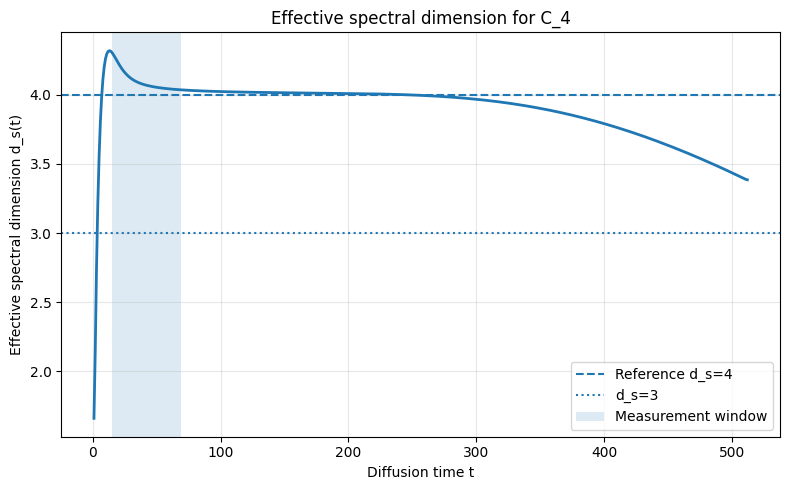 Effective spectral dimension for C_4
Effective spectral dimension d_s(t)
4.0
3.5
3.0
2.5
2.0
0
100
200
300
400
500
Diffusion time t
Reference d_s=4
d_s=3
Measurement window